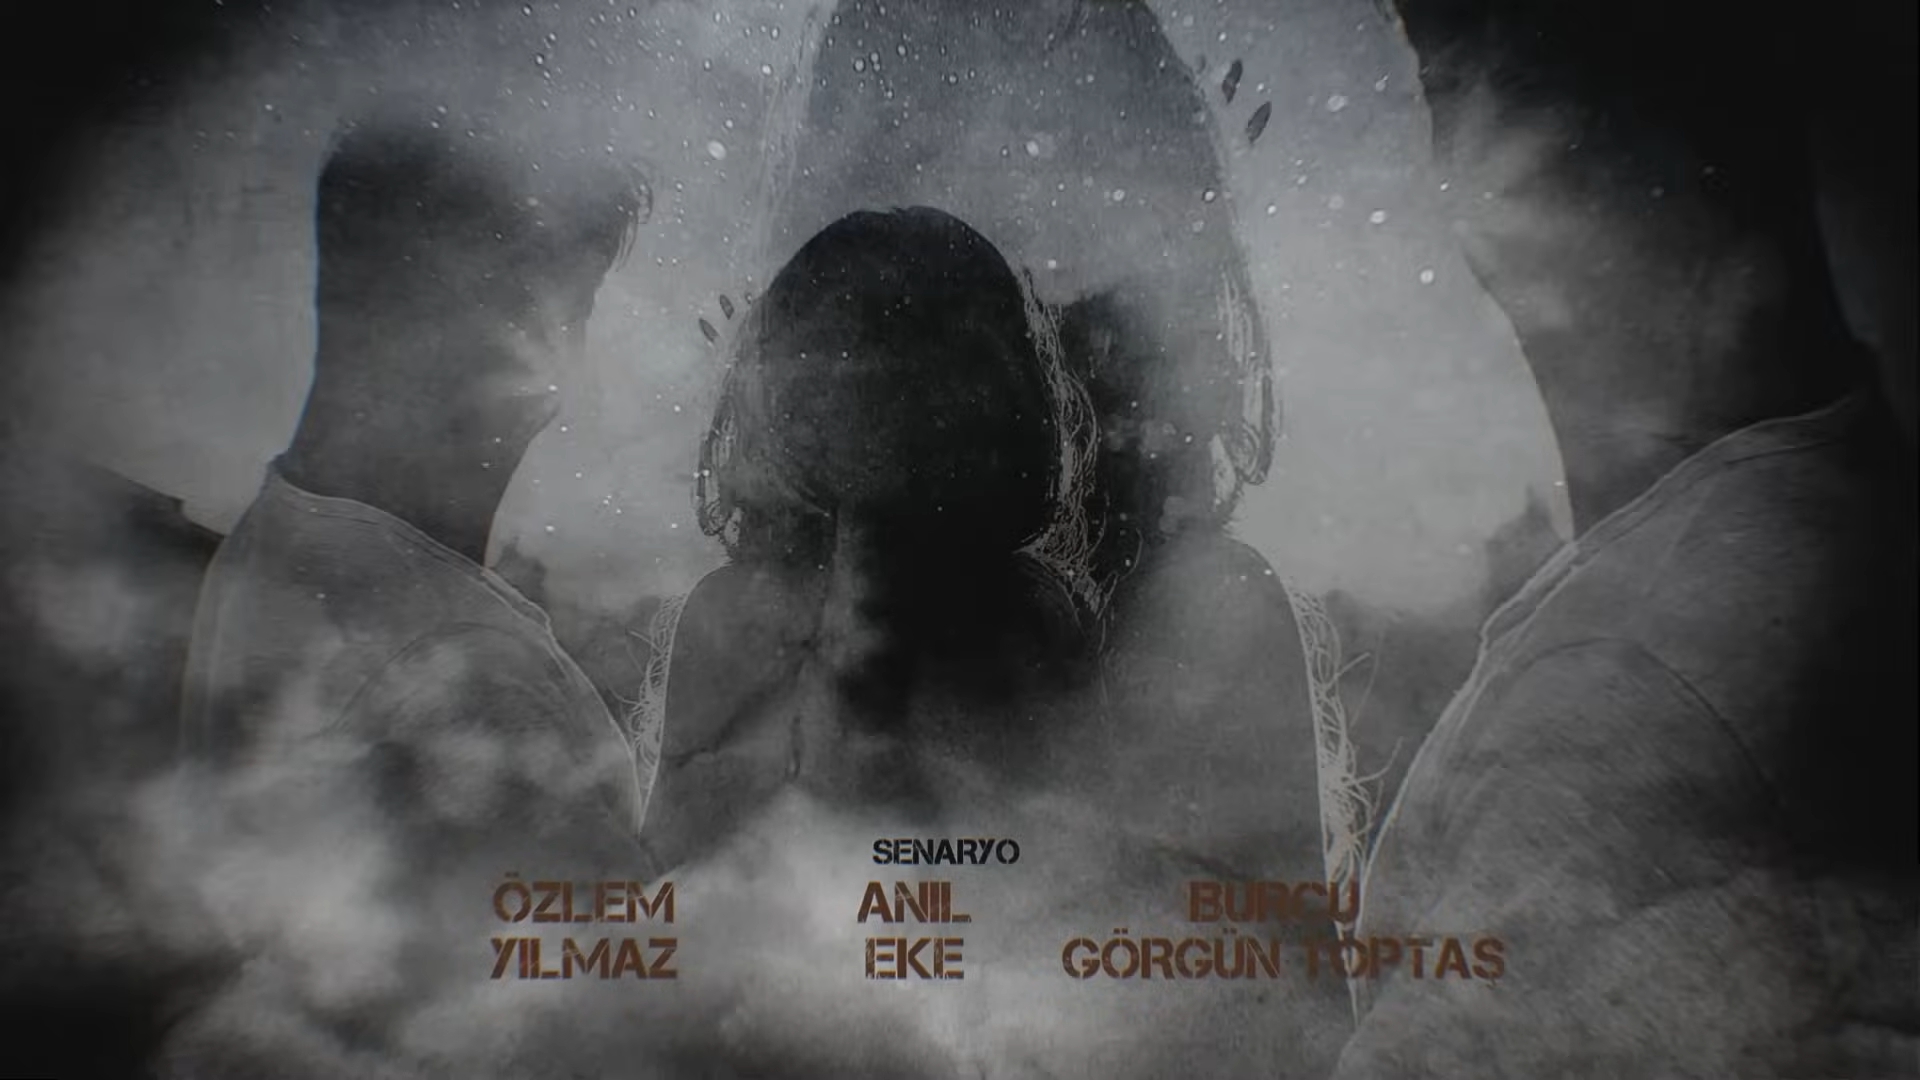 SENARYO
ÖZLEM
YILMAZ
ANIL
EKE
BURCU
GÖRGÜN TOPTAŞ